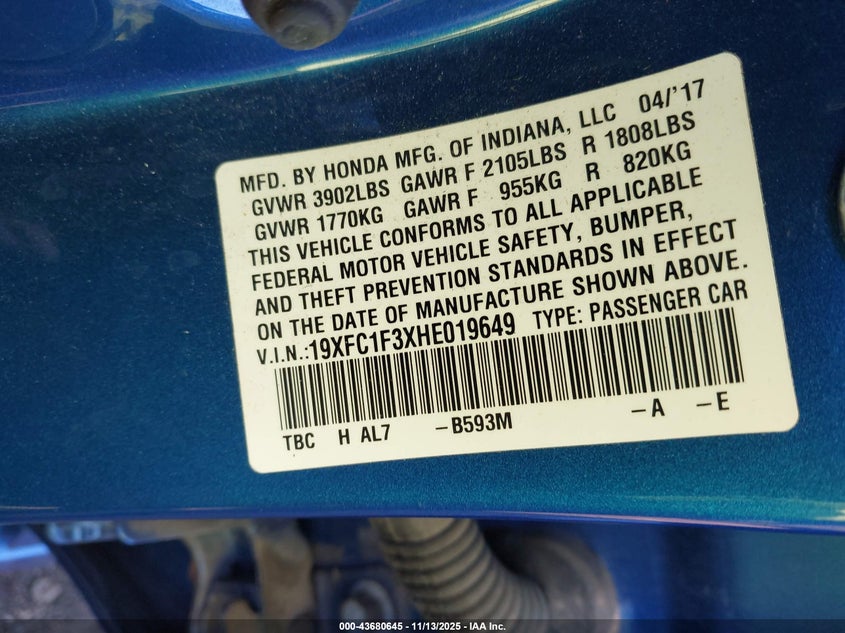 MFD. BY HONDA MFG. OF INDIANA, LLC 04/'17
GVWR 3902LBS GAWR F 2105LBS R 1808LBS
GVWR 1770KG GAWR F 955KG R 820KG
THIS VEHICLE CONFORMS TO ALL APPLICABLE
FEDERAL MOTOR VEHICLE SAFETY, BUMPER,
AND THEFT PREVENTION STANDARDS IN EFFECT
ON THE DATE OF MANUFACTURE SHOWN ABOVE.
V.I.N.:19XFC1F3XHE019649 TYPE: PASSENGER CAR
TBC H AL7 -B593M -A -E
000-43680645 - 11/13/2025 - IAA Inc.